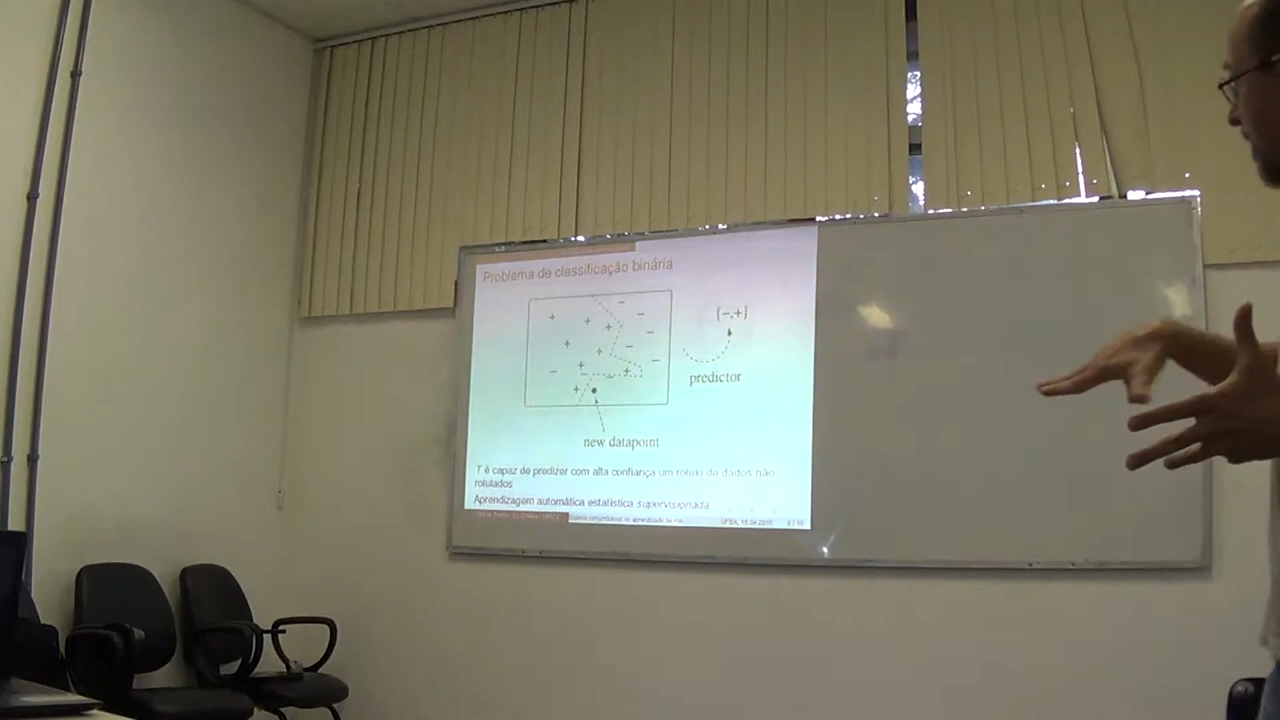 Problema de classificação binária
{−,+}
predictor
new datapoint
T é capaz de predizer com alta confiança um rótulo de dados não
rotulados
Aprendizagem automática estatística supervisionada
UFBA, 15.04.2015